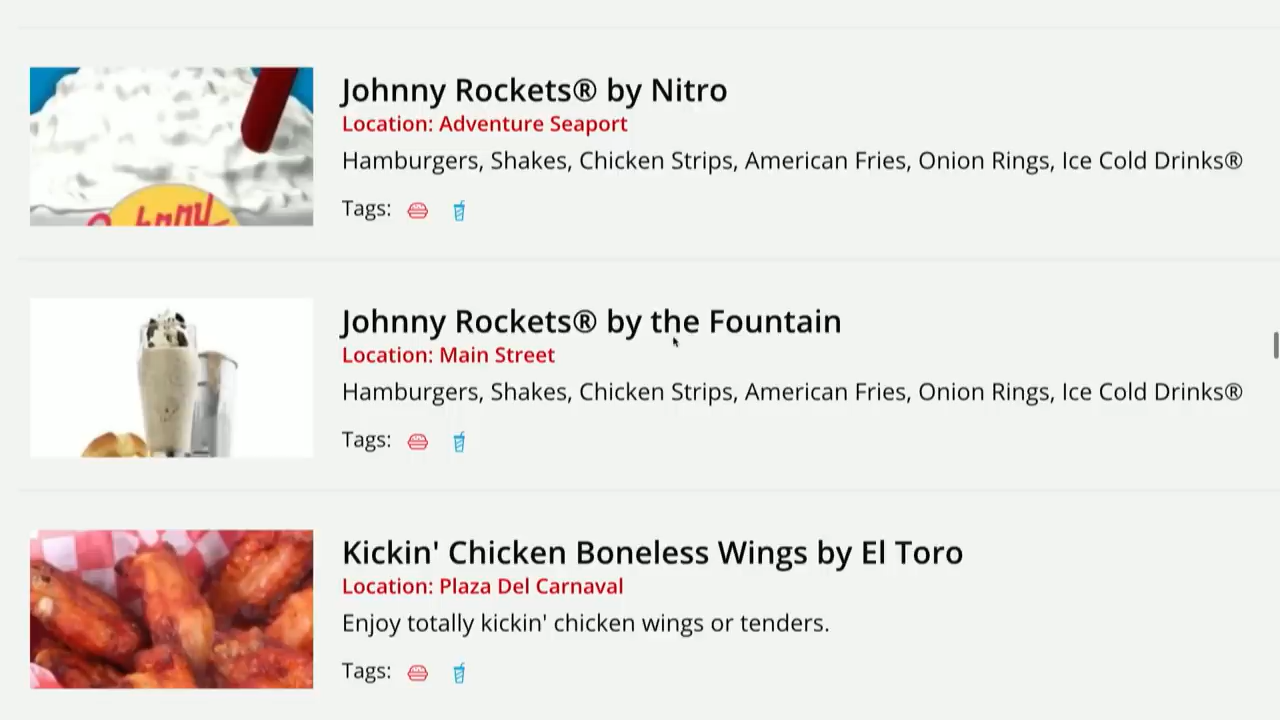 Johnny Rockets® by Nitro
Location: Adventure Seaport
Hamburgers, Shakes, Chicken Strips, American Fries, Onion Rings, Ice Cold Drinks®
Tags:
Johnny Rockets® by the Fountain
Location: Main Street
Hamburgers, Shakes, Chicken Strips, American Fries, Onion Rings, Ice Cold Drinks®
Tags:
Kickin' Chicken Boneless Wings by El Toro
Location: Plaza Del Carnaval
Enjoy totally kickin' chicken wings or tenders.
Tags: